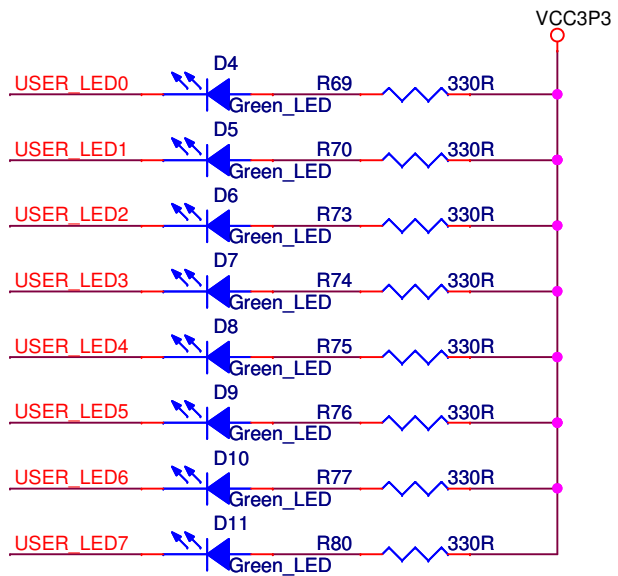 VCC3P3
D4
USER_LED0 R69 330R
Green_LED
D5
USER_LED1 R70 330R
Green_LED
D6
USER_LED2 R73 330R
Green_LED
D7
USER_LED3 R74 330R
Green_LED
D8
USER_LED4 R75 330R
Green_LED
D9
USER_LED5 R76 330R
Green_LED
D10
USER_LED6 R77 330R
Green_LED
D11
USER_LED7 R80 330R
Green_LED